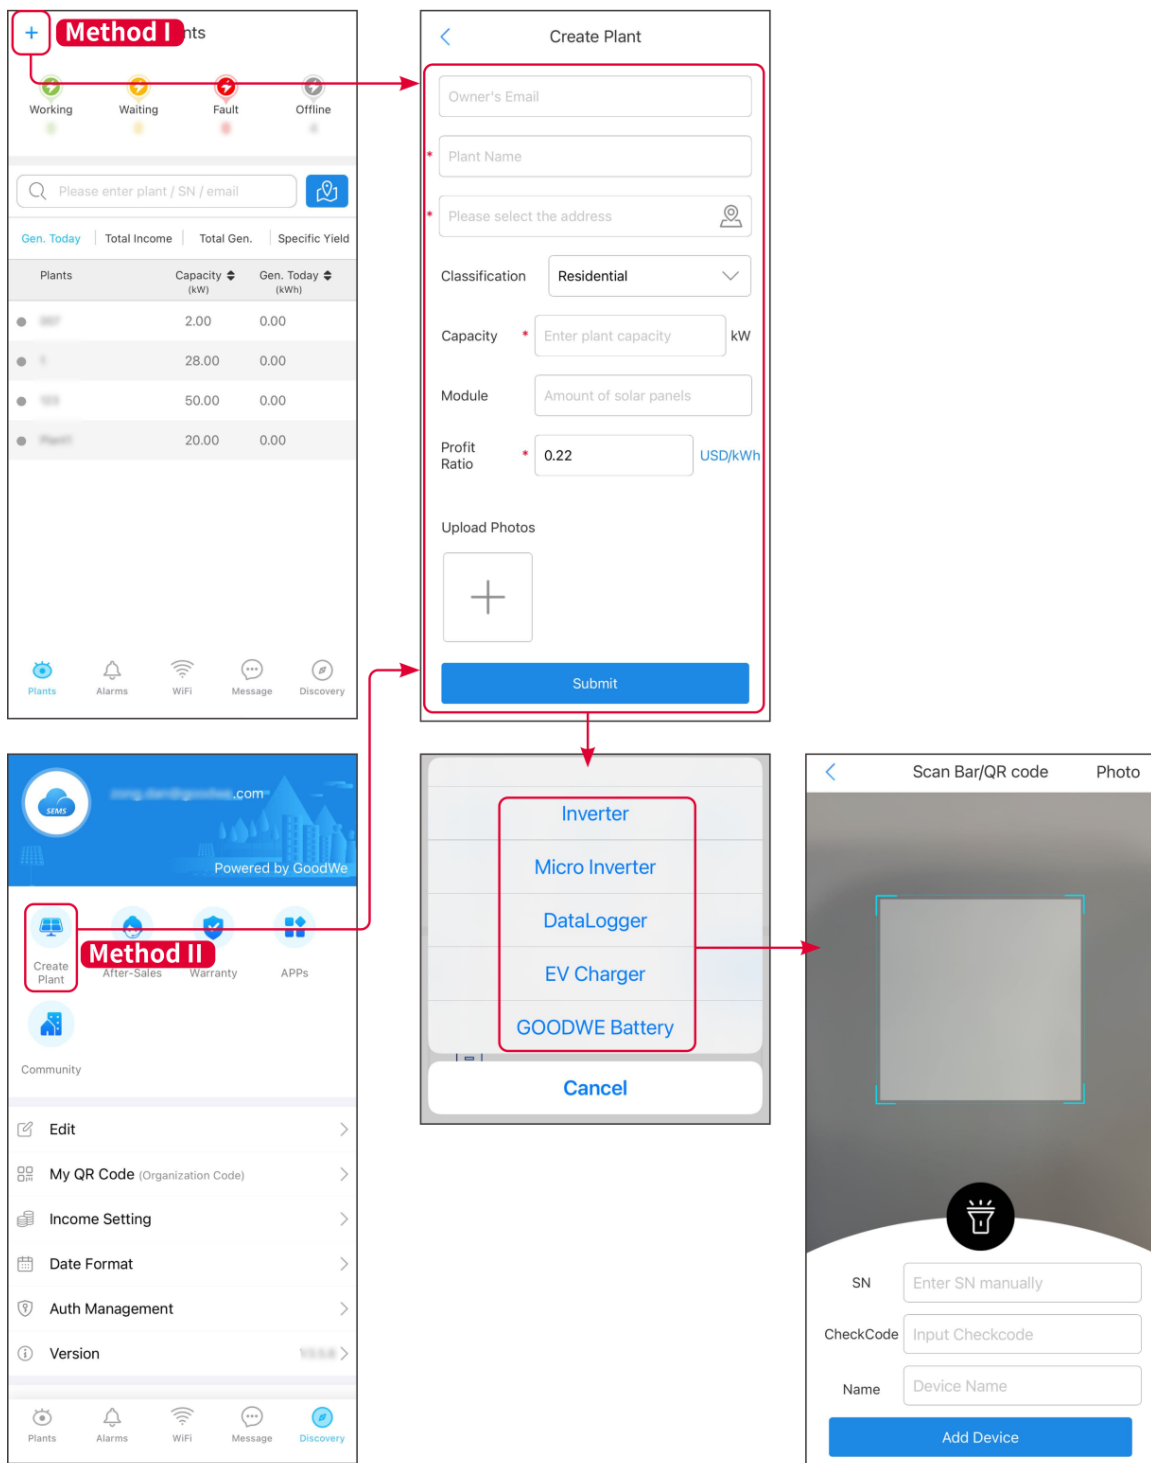 +
Method I
nts
Working
Waiting
Fault
Offline
Please enter plant / SN / email
Gen. Today
Total Income
Total Gen.
Specific Yield
Plants
Capacity
(kW)
Gen. Today
(kWh)
2.00
0.00
28.00
0.00
50.00
0.00
20.00
0.00
Plants
Alarms
WiFi
Message
Discovery
Create Plant
Owner's Email
* Plant Name
* Please select the address
Classification
Residential
Capacity *
Enter plant capacity
kW
Module
Amount of solar panels
Profit
Ratio
*
0.22
USD/kWh
Upload Photos
Submit
SEMS
.com
Powered by GoodWe
Create
Plant
Method II
After-Sales
Warranty
APPs
Community
Edit
My QR Code (Organization Code)
Income Setting
Date Format
Auth Management
Version
Plants
Alarms
WiFi
Message
Discovery
Inverter
Micro Inverter
DataLogger
EV Charger
GOODWE Battery
Cancel
Scan Bar/QR code
Photo
SN
Enter SN manually
CheckCode
Input Checkcode
Name
Device Name
Add Device